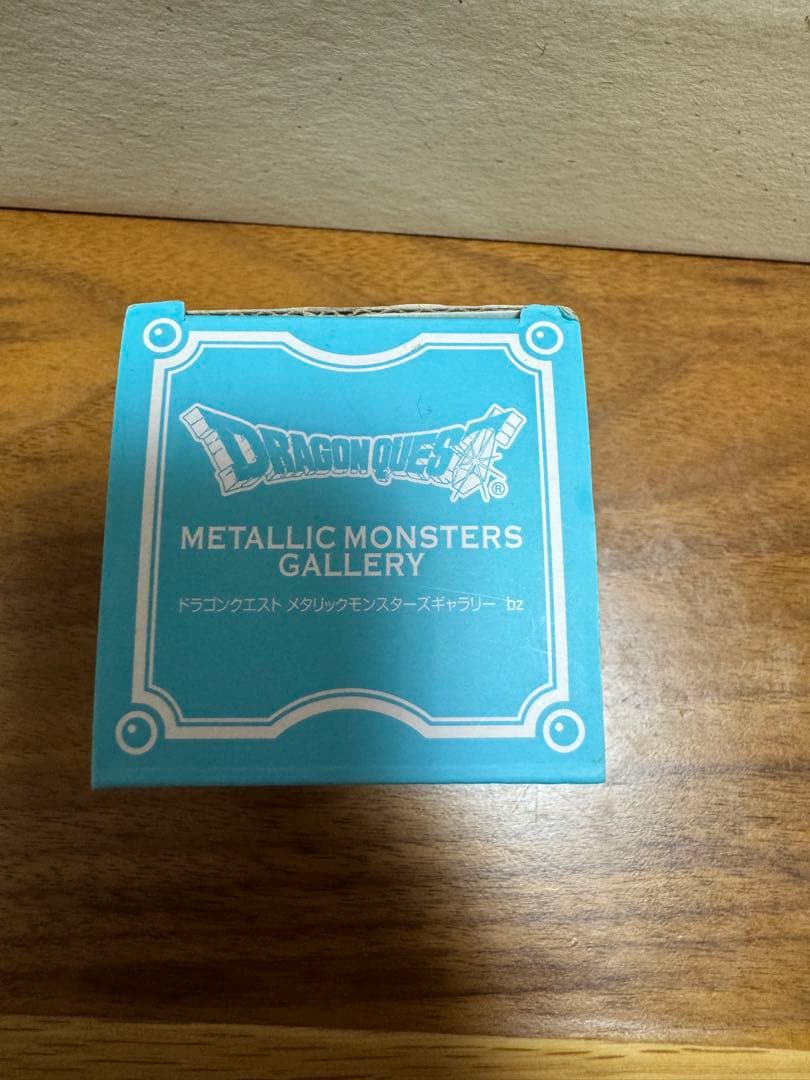 DRAGON QUEST®
METALLIC MONSTERS
GALLERY
ドラゴンクエスト メタリックモンスターズギャラリー bz